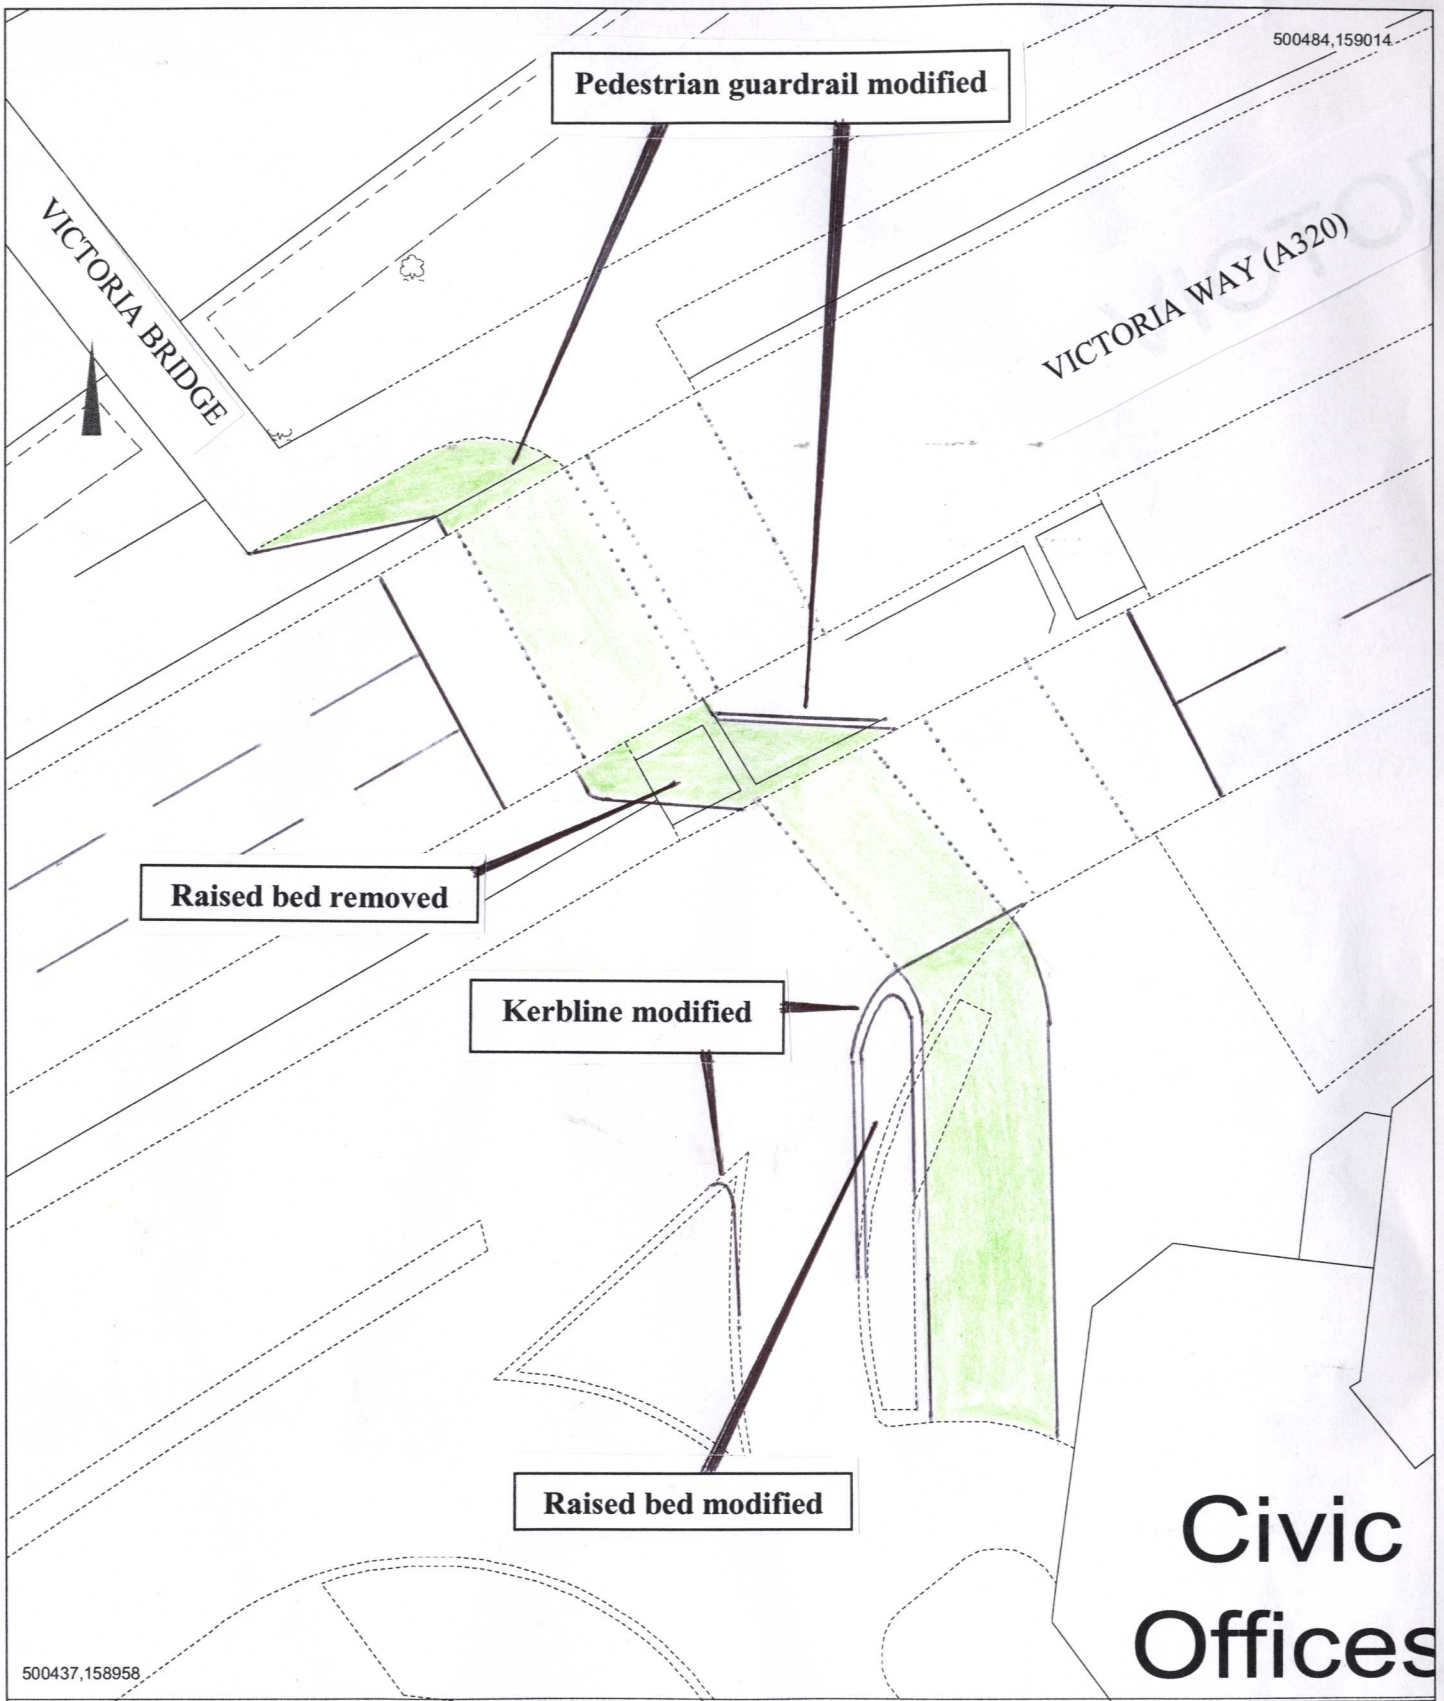 500484,159014
Pedestrian guardrail modified
VICTORIA BRIDGE
VICTORIA WAY (A320)
Raised bed removed
Kerbline modified
Raised bed modified
Civic
Offices
500437,158958